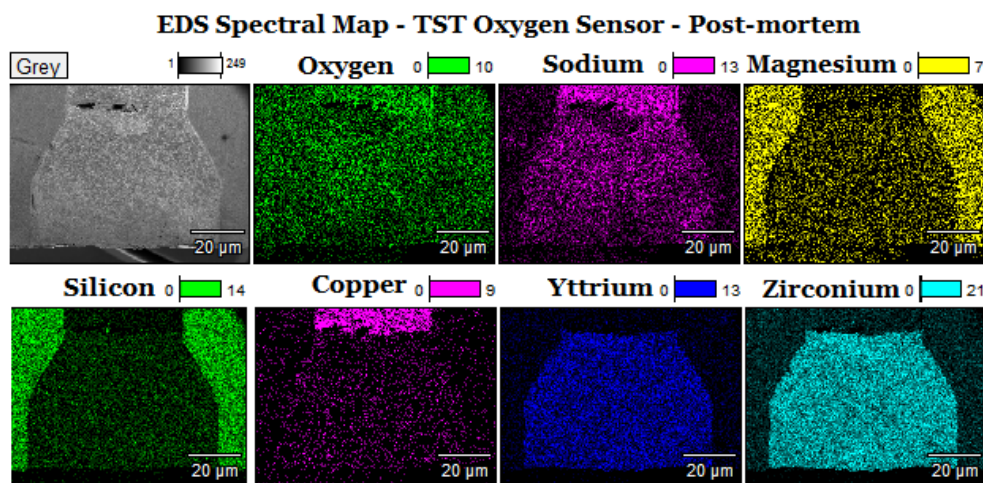 EDS Spectral Map - TST Oxygen Sensor - Post-mortem
Grey 1 249 Oxygen 0 10 Sodium 0 13 Magnesium 0 7
20 µm 20 µm 20 µm 20 µm
Silicon 0 14 Copper 0 9 Yttrium 0 13 Zirconium 0 21
20 µm 20 µm 20 µm 20 µm